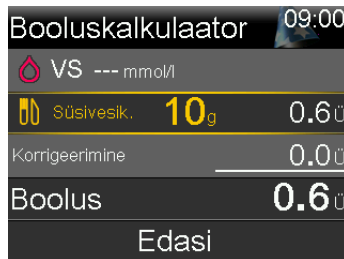 Booluskalkulaator 09:00
VS --- mmol/l
Süsivesik. 10g 0.6ü
Korrigeerimine 0.0ü
Boolus 0.6ü
Edasi